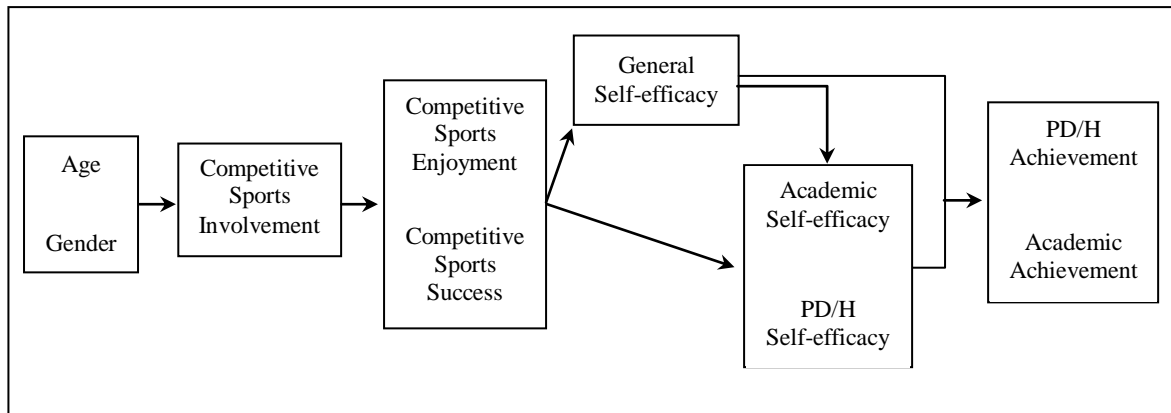 Age
Gender
Competitive
Sports
Involvement
Competitive
Sports
Enjoyment
Competitive
Sports
Success
General
Self-efficacy
Academic
Self-efficacy
PD/H
Self-efficacy
PD/H
Achievement
Academic
Achievement